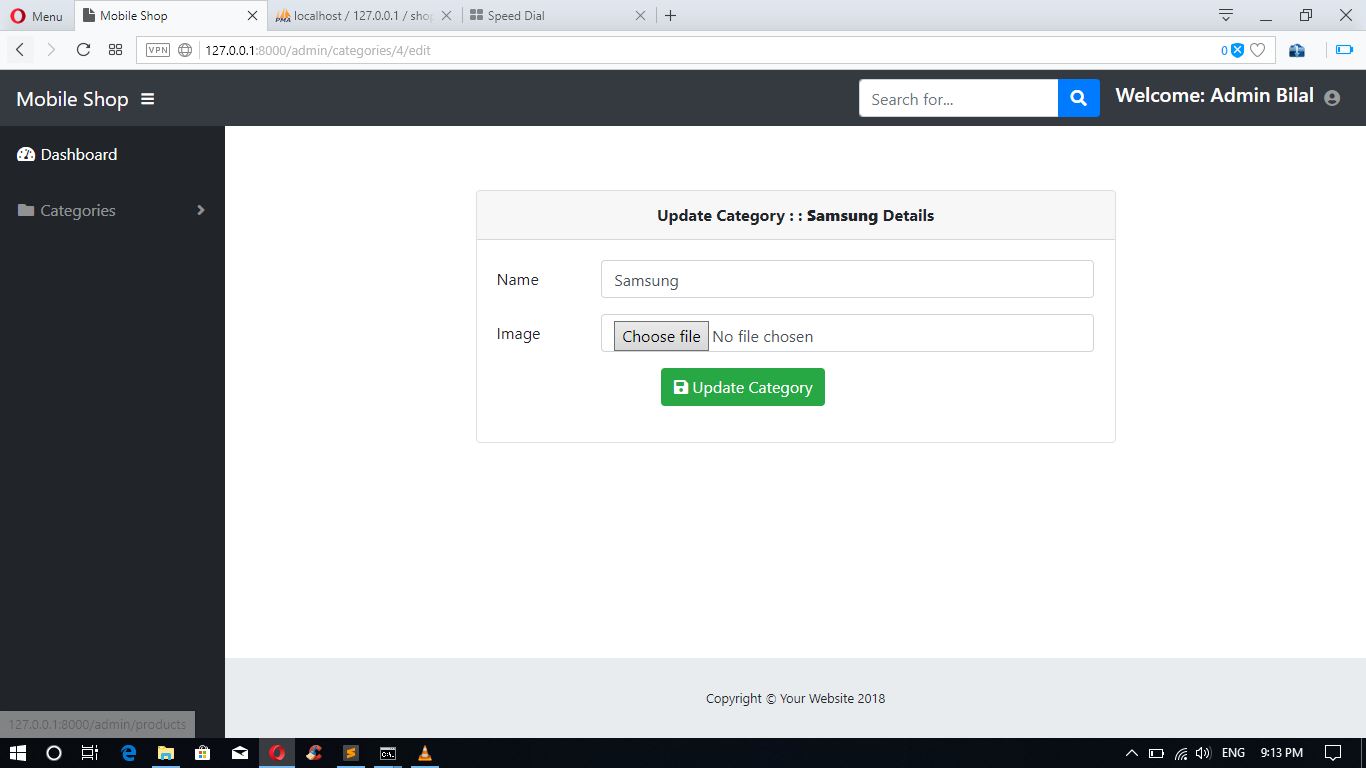 Menu
Mobile Shop
PMA localhost / 127.0.0.1 / shop
Speed Dial
VPN
127.0.0.1:8000/admin/categories/4/edit
0
Mobile Shop
Search for...
Welcome: Admin Bilal
Dashboard
Categories
Update Category : : Samsung Details
Name
Samsung
Image
Choose file No file chosen
Update Category
Copyright © Your Website 2018
127.0.0.1:8000/admin/products
ENG
9:13 PM